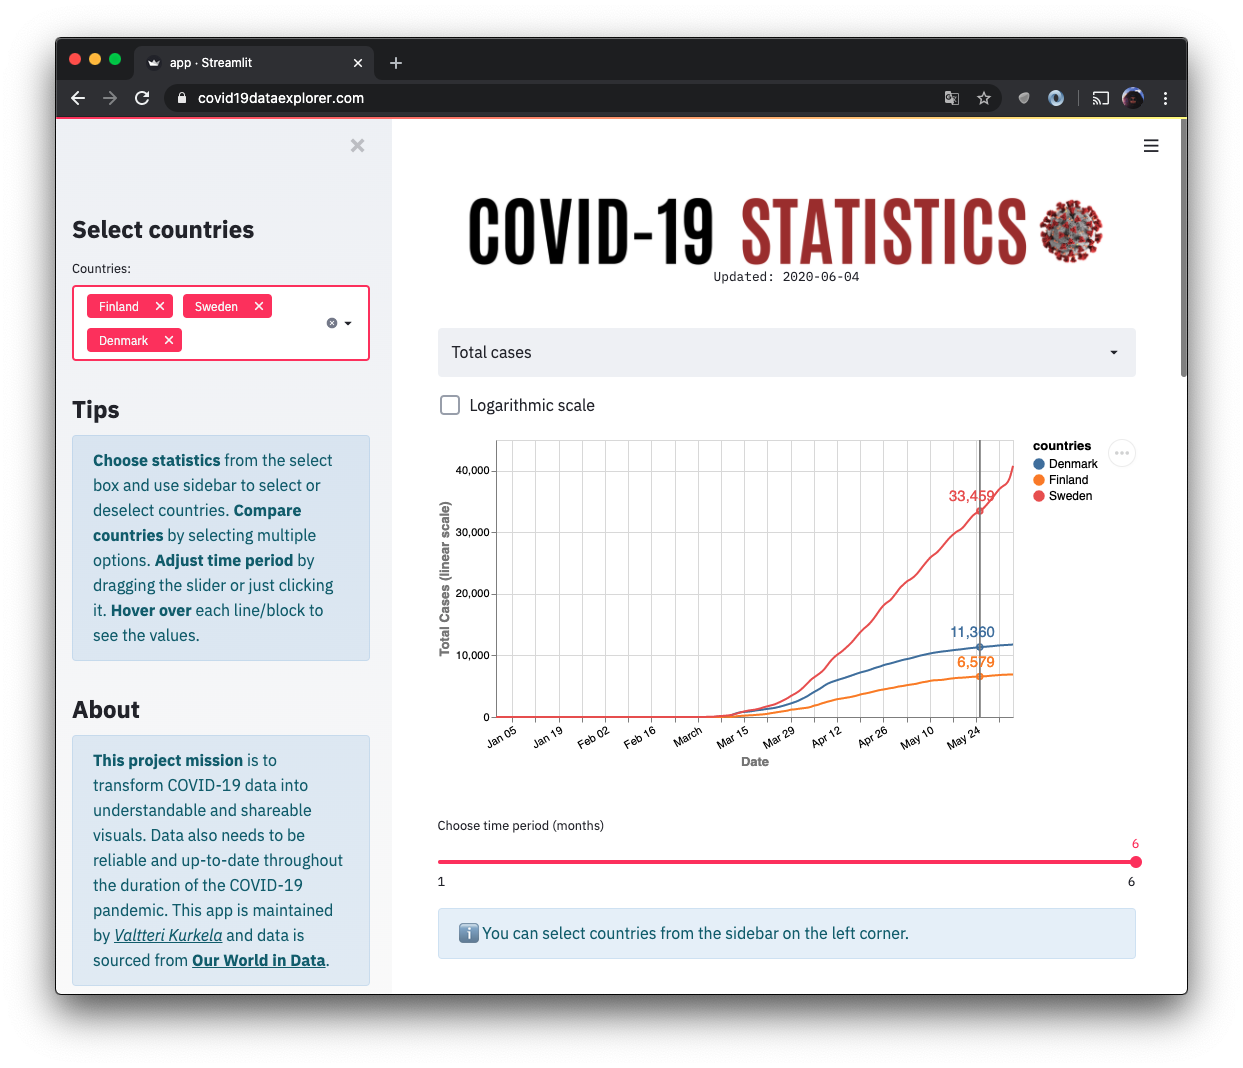 app · Streamlit
covid19dataexplorer.com
Select countries
Countries:
Finland
Sweden
Denmark
Tips
Choose statistics from the select
box and use sidebar to select or
deselect countries. Compare
countries by selecting multiple
options. Adjust time period by
dragging the slider or just clicking
it. Hover over each line/block to
see the values.
About
This project mission is to
transform COVID-19 data into
understandable and shareable
visuals. Data also needs to be
reliable and up-to-date throughout
the duration of the COVID-19
pandemic. This app is maintained
by Valtteri Kurkela and data is
sourced from Our World in Data.
COVID-19 STATISTICS
Updated: 2020-06-04
Total cases
Logarithmic scale
Total Cases (linear scale)
40,000
30,000
20,000
10,000
0
33,459
11,360
6,579
Jan 05
Jan 19
Feb 02
Feb 16
March
Mar 15
Mar 29
Apr 12
Apr 26
May 10
May 24
Date
countries
Denmark
Finland
Sweden
Choose time period (months)
6
1
6
You can select countries from the sidebar on the left corner.